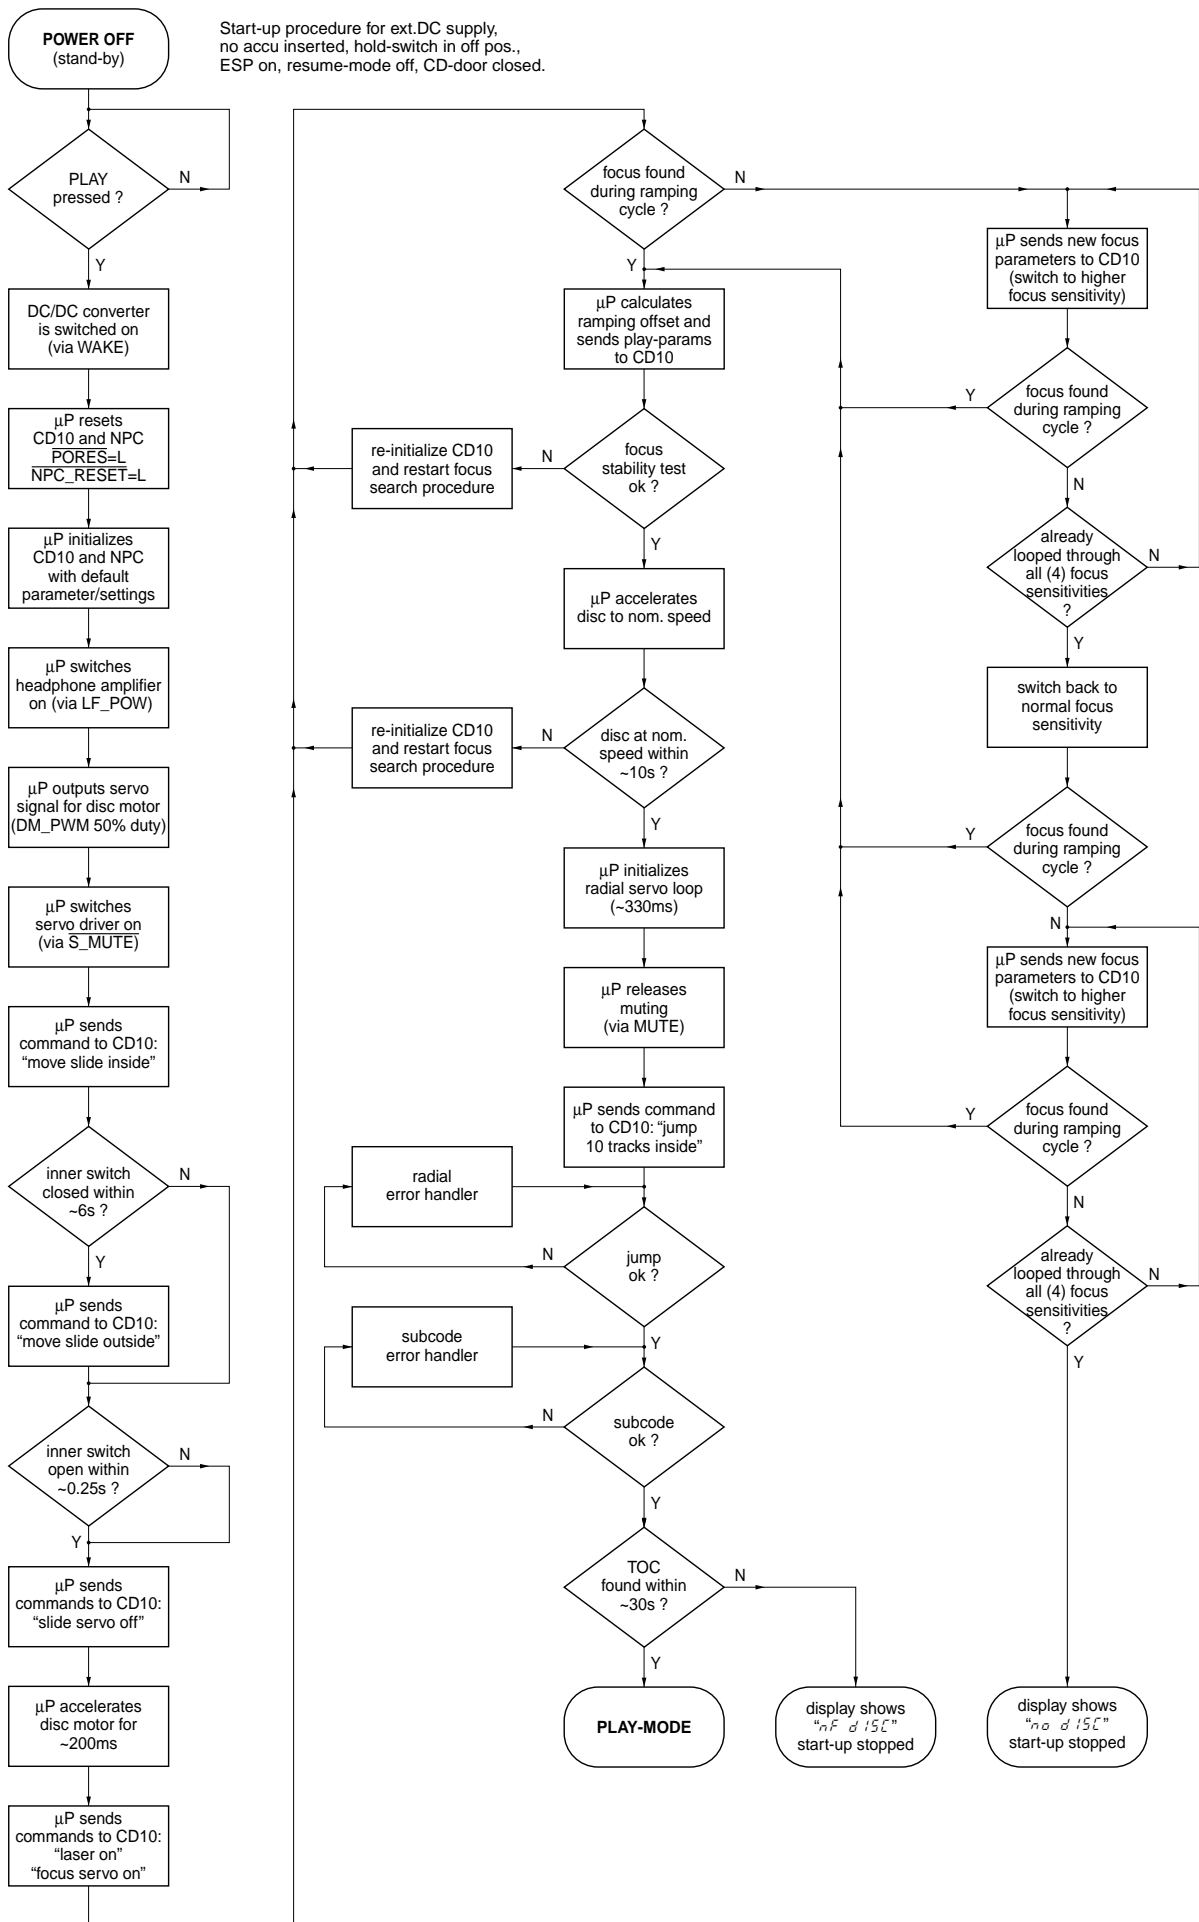 POWER OFF
(stand-by)
Start-up procedure for ext.DC supply,
no accu inserted, hold-switch in off pos.,
ESP on, resume-mode off, CD-door closed.
PLAY
pressed ?
N
Y
DC/DC converter
is switched on
(via WAKE)
µP resets
CD10 and NPC
PORES=L
NPC_RESET=L
µP initializes
CD10 and NPC
with default
parameter/settings
µP switches
headphone amplifier
on (via LF_POW)
µP outputs servo
signal for disc motor
(DM_PWM 50% duty)
µP switches
servo driver on
(via S_MUTE)
µP sends
command to CD10:
“move slide inside”
inner switch
closed within
~6s ?
N
Y
µP sends
command to CD10:
“move slide outside”
inner switch
open within
~0.25s ?
N
Y
µP sends
commands to CD10:
“slide servo off”
µP accelerates
disc motor for
~200ms
µP sends
commands to CD10:
“laser on”
“focus servo on”
focus found
during ramping
cycle ?
N
Y
µP calculates
ramping offset and
sends play-params
to CD10
focus
stability test
ok ?
N
re-initialize CD10
and restart focus
search procedure
Y
µP accelerates
disc to nom. speed
disc at nom.
speed within
~10s ?
N
re-initialize CD10
and restart focus
search procedure
Y
µP initializes
radial servo loop
(~330ms)
µP releases
muting
(via MUTE)
µP sends command
to CD10: “jump
10 tracks inside”
radial
error handler
jump
ok ?
N
Y
subcode
error handler
subcode
ok ?
N
Y
TOC
found within
~30s ?
N
Y
PLAY-MODE
display shows
“nF dISC”
start-up stopped
µP sends new focus
parameters to CD10
(switch to higher
focus sensitivity)
focus found
during ramping
cycle ?
Y
N
already
looped through
all (4) focus
sensitivities
?
N
Y
switch back to
normal focus
sensitivity
focus found
during ramping
cycle ?
Y
N
µP sends new focus
parameters to CD10
(switch to higher
focus sensitivity)
focus found
during ramping
cycle ?
Y
N
already
looped through
all (4) focus
sensitivities
?
N
Y
display shows
“no dISC”
start-up stopped